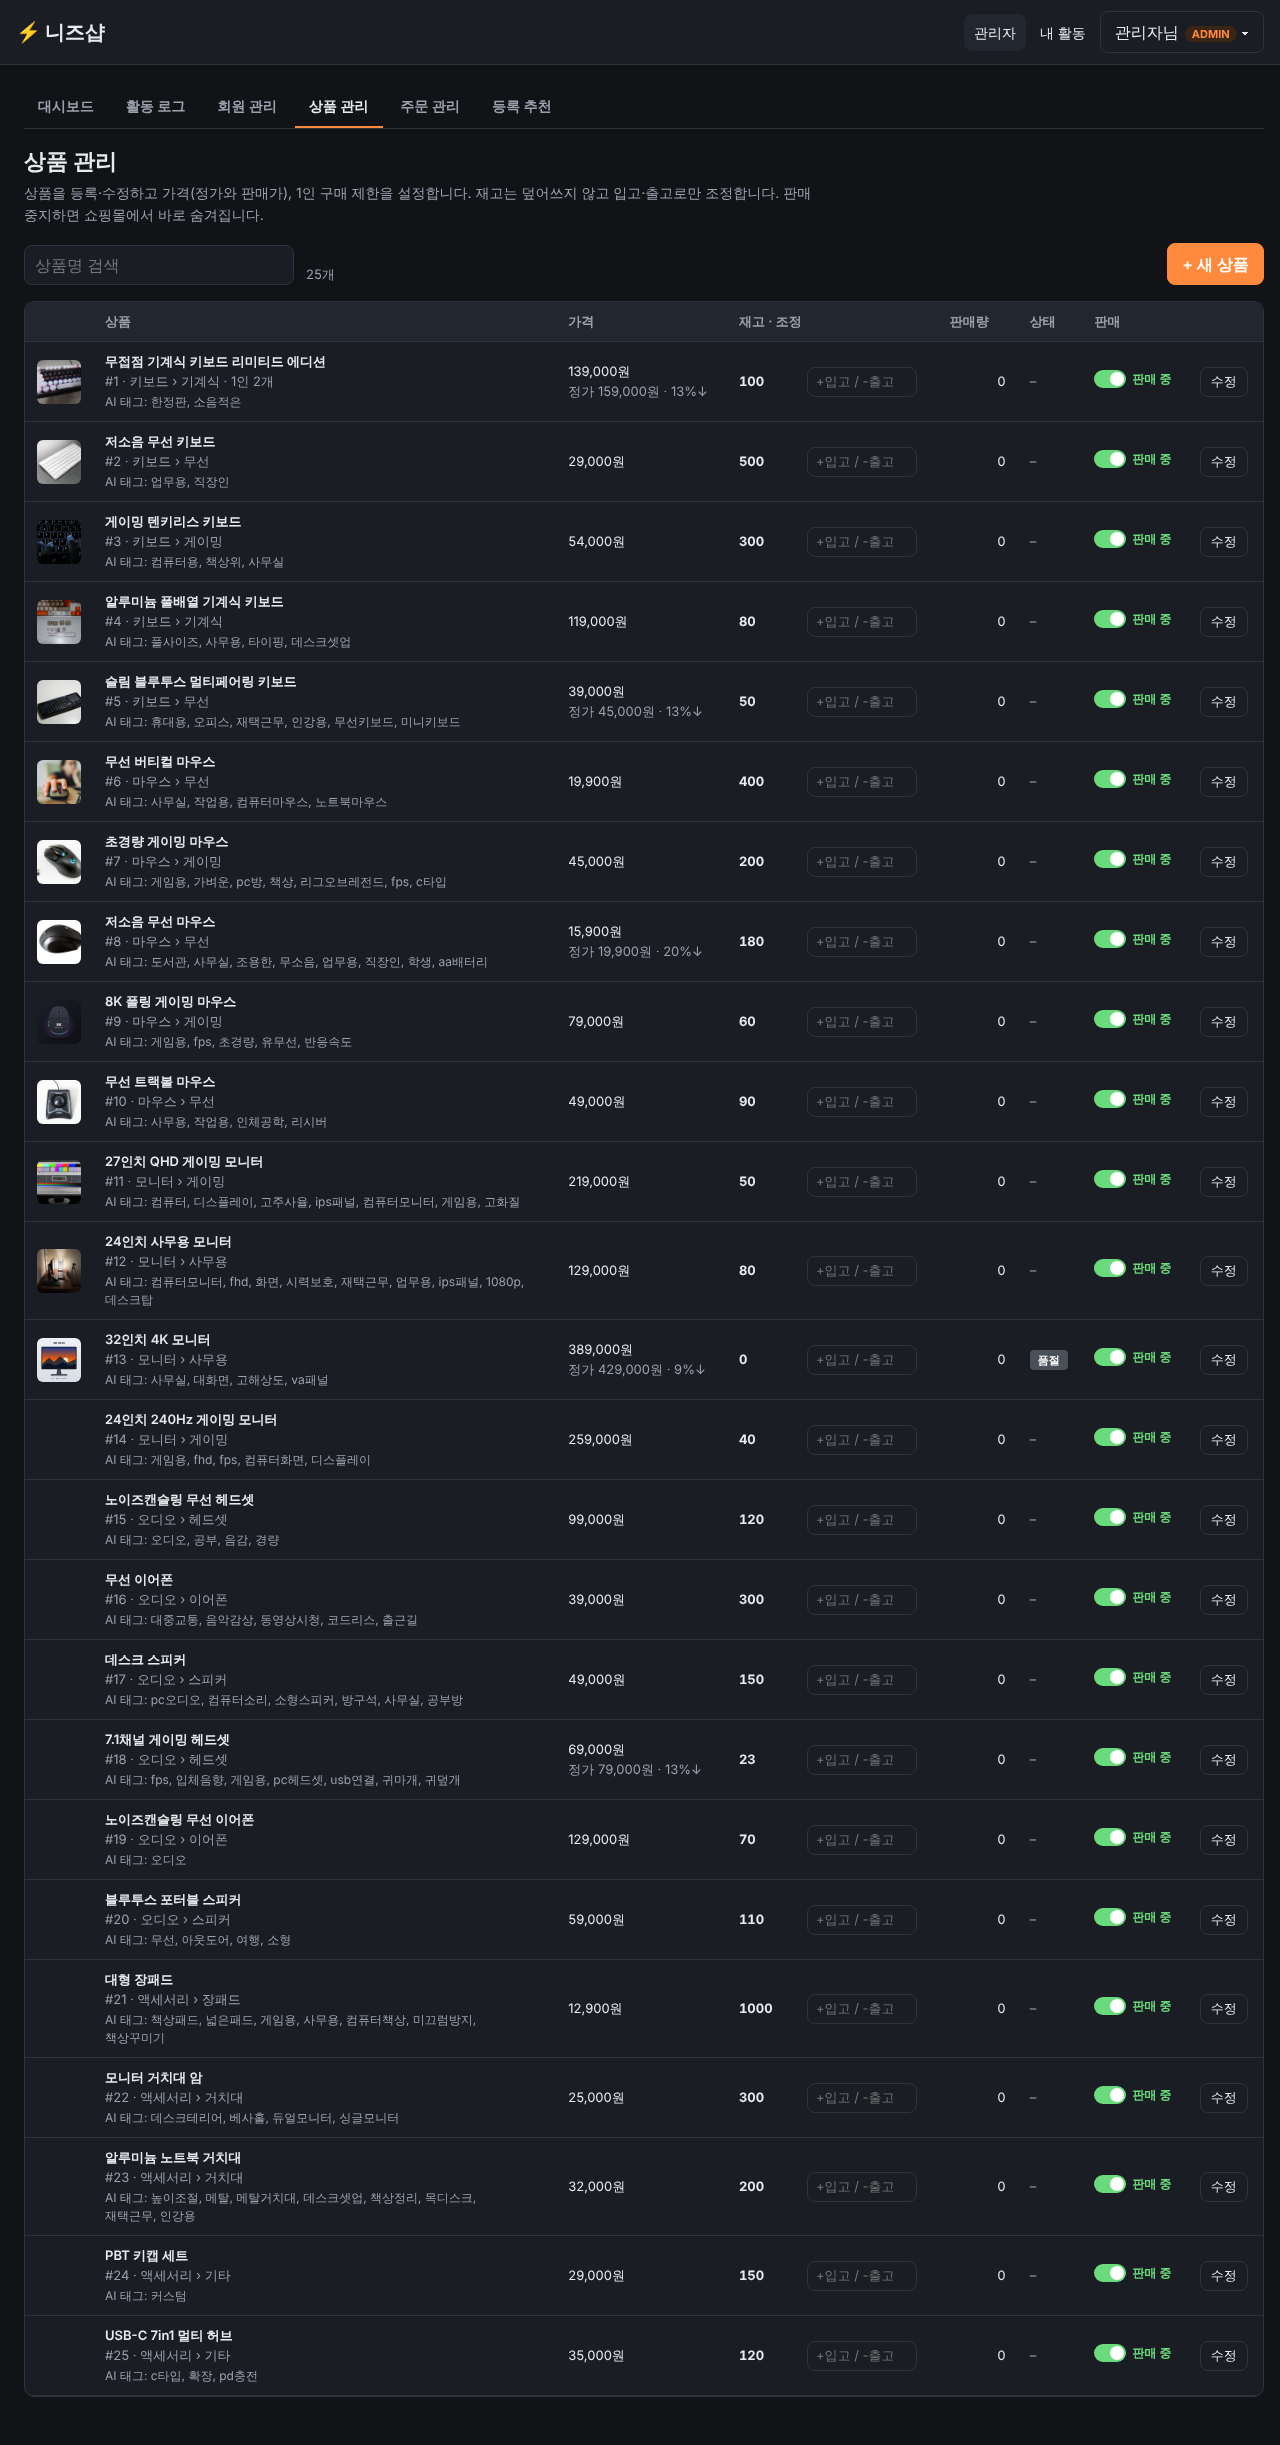 ⚡ 니즈샵
관리자 내 활동 관리자님 ADMIN
대시보드 활동 로그 회원 관리 상품 관리 주문 관리 등록 추천
상품 관리
상품을 등록·수정하고 가격(정가와 판매가), 1인 구매 제한을 설정합니다. 재고는 덮어쓰지 않고 입고·출고로만 조정합니다. 판매
중지하면 쇼핑몰에서 바로 숨겨집니다.
상품명 검색 25개 + 새 상품
상품 가격 재고 · 조정 판매량 상태 판매
무접점 기계식 키보드 리미티드 에디션
#1 · 키보드 › 기계식 · 1인 2개
AI 태그: 한정판, 소음적은
139,000원
정가 159,000원 · 13%↓
100 +입고 / -출고 0 – 판매 중 수정
저소음 무선 키보드
#2 · 키보드 › 무선
AI 태그: 업무용, 직장인
29,000원 500 +입고 / -출고 0 – 판매 중 수정
게이밍 텐키리스 키보드
#3 · 키보드 › 게이밍
AI 태그: 컴퓨터용, 책상위, 사무실
54,000원 300 +입고 / -출고 0 – 판매 중 수정
알루미늄 풀배열 기계식 키보드
#4 · 키보드 › 기계식
AI 태그: 풀사이즈, 사무용, 타이핑, 데스크셋업
119,000원 80 +입고 / -출고 0 – 판매 중 수정
슬림 블루투스 멀티페어링 키보드
#5 · 키보드 › 무선
AI 태그: 휴대용, 오피스, 재택근무, 인강용, 무선키보드, 미니키보드
39,000원
정가 45,000원 · 13%↓
50 +입고 / -출고 0 – 판매 중 수정
무선 버티컬 마우스
#6 · 마우스 › 무선
AI 태그: 사무실, 작업용, 컴퓨터마우스, 노트북마우스
19,900원 400 +입고 / -출고 0 – 판매 중 수정
초경량 게이밍 마우스
#7 · 마우스 › 게이밍
AI 태그: 게임용, 가벼운, pc방, 책상, 리그오브레전드, fps, c타입
45,000원 200 +입고 / -출고 0 – 판매 중 수정
저소음 무선 마우스
#8 · 마우스 › 무선
AI 태그: 도서관, 사무실, 조용한, 무소음, 업무용, 직장인, 학생, aa배터리
15,900원
정가 19,900원 · 20%↓
180 +입고 / -출고 0 – 판매 중 수정
8K 폴링 게이밍 마우스
#9 · 마우스 › 게이밍
AI 태그: 게임용, fps, 초경량, 유무선, 반응속도
79,000원 60 +입고 / -출고 0 – 판매 중 수정
무선 트랙볼 마우스
#10 · 마우스 › 무선
AI 태그: 사무용, 작업용, 인체공학, 리시버
49,000원 90 +입고 / -출고 0 – 판매 중 수정
27인치 QHD 게이밍 모니터
#11 · 모니터 › 게이밍
AI 태그: 컴퓨터, 디스플레이, 고주사율, ips패널, 컴퓨터모니터, 게임용, 고화질
219,000원 50 +입고 / -출고 0 – 판매 중 수정
24인치 사무용 모니터
#12 · 모니터 › 사무용
AI 태그: 컴퓨터모니터, fhd, 화면, 시력보호, 재택근무, 업무용, ips패널, 1080p,
데스크탑
129,000원 80 +입고 / -출고 0 – 판매 중 수정
32인치 4K 모니터
#13 · 모니터 › 사무용
AI 태그: 사무실, 대화면, 고해상도, va패널
389,000원
정가 429,000원 · 9%↓
0 +입고 / -출고 0 품절 판매 중 수정
24인치 240Hz 게이밍 모니터
#14 · 모니터 › 게이밍
AI 태그: 게임용, fhd, fps, 컴퓨터화면, 디스플레이
259,000원 40 +입고 / -출고 0 – 판매 중 수정
노이즈캔슬링 무선 헤드셋
#15 · 오디오 › 헤드셋
AI 태그: 오디오, 공부, 음감, 경량
99,000원 120 +입고 / -출고 0 – 판매 중 수정
무선 이어폰
#16 · 오디오 › 이어폰
AI 태그: 대중교통, 음악감상, 동영상시청, 코드리스, 출근길
39,000원 300 +입고 / -출고 0 – 판매 중 수정
데스크 스피커
#17 · 오디오 › 스피커
AI 태그: pc오디오, 컴퓨터소리, 소형스피커, 방구석, 사무실, 공부방
49,000원 150 +입고 / -출고 0 – 판매 중 수정
7.1채널 게이밍 헤드셋
#18 · 오디오 › 헤드셋
AI 태그: fps, 입체음향, 게임용, pc헤드셋, usb연결, 귀마개, 귀덮개
69,000원
정가 79,000원 · 13%↓
23 +입고 / -출고 0 – 판매 중 수정
노이즈캔슬링 무선 이어폰
#19 · 오디오 › 이어폰
AI 태그: 오디오
129,000원 70 +입고 / -출고 0 – 판매 중 수정
블루투스 포터블 스피커
#20 · 오디오 › 스피커
AI 태그: 무선, 아웃도어, 여행, 소형
59,000원 110 +입고 / -출고 0 – 판매 중 수정
대형 장패드
#21 · 액세서리 › 장패드
AI 태그: 책상패드, 넓은패드, 게임용, 사무용, 컴퓨터책상, 미끄럼방지,
책상꾸미기
12,900원 1000 +입고 / -출고 0 – 판매 중 수정
모니터 거치대 암
#22 · 액세서리 › 거치대
AI 태그: 데스크테리어, 베사홀, 듀얼모니터, 싱글모니터
25,000원 300 +입고 / -출고 0 – 판매 중 수정
알루미늄 노트북 거치대
#23 · 액세서리 › 거치대
AI 태그: 높이조절, 메탈, 메탈거치대, 데스크셋업, 책상정리, 목디스크,
재택근무, 인강용
32,000원 200 +입고 / -출고 0 – 판매 중 수정
PBT 키캡 세트
#24 · 액세서리 › 기타
AI 태그: 커스텀
29,000원 150 +입고 / -출고 0 – 판매 중 수정
USB-C 7in1 멀티 허브
#25 · 액세서리 › 기타
AI 태그: c타입, 확장, pd충전
35,000원 120 +입고 / -출고 0 – 판매 중 수정